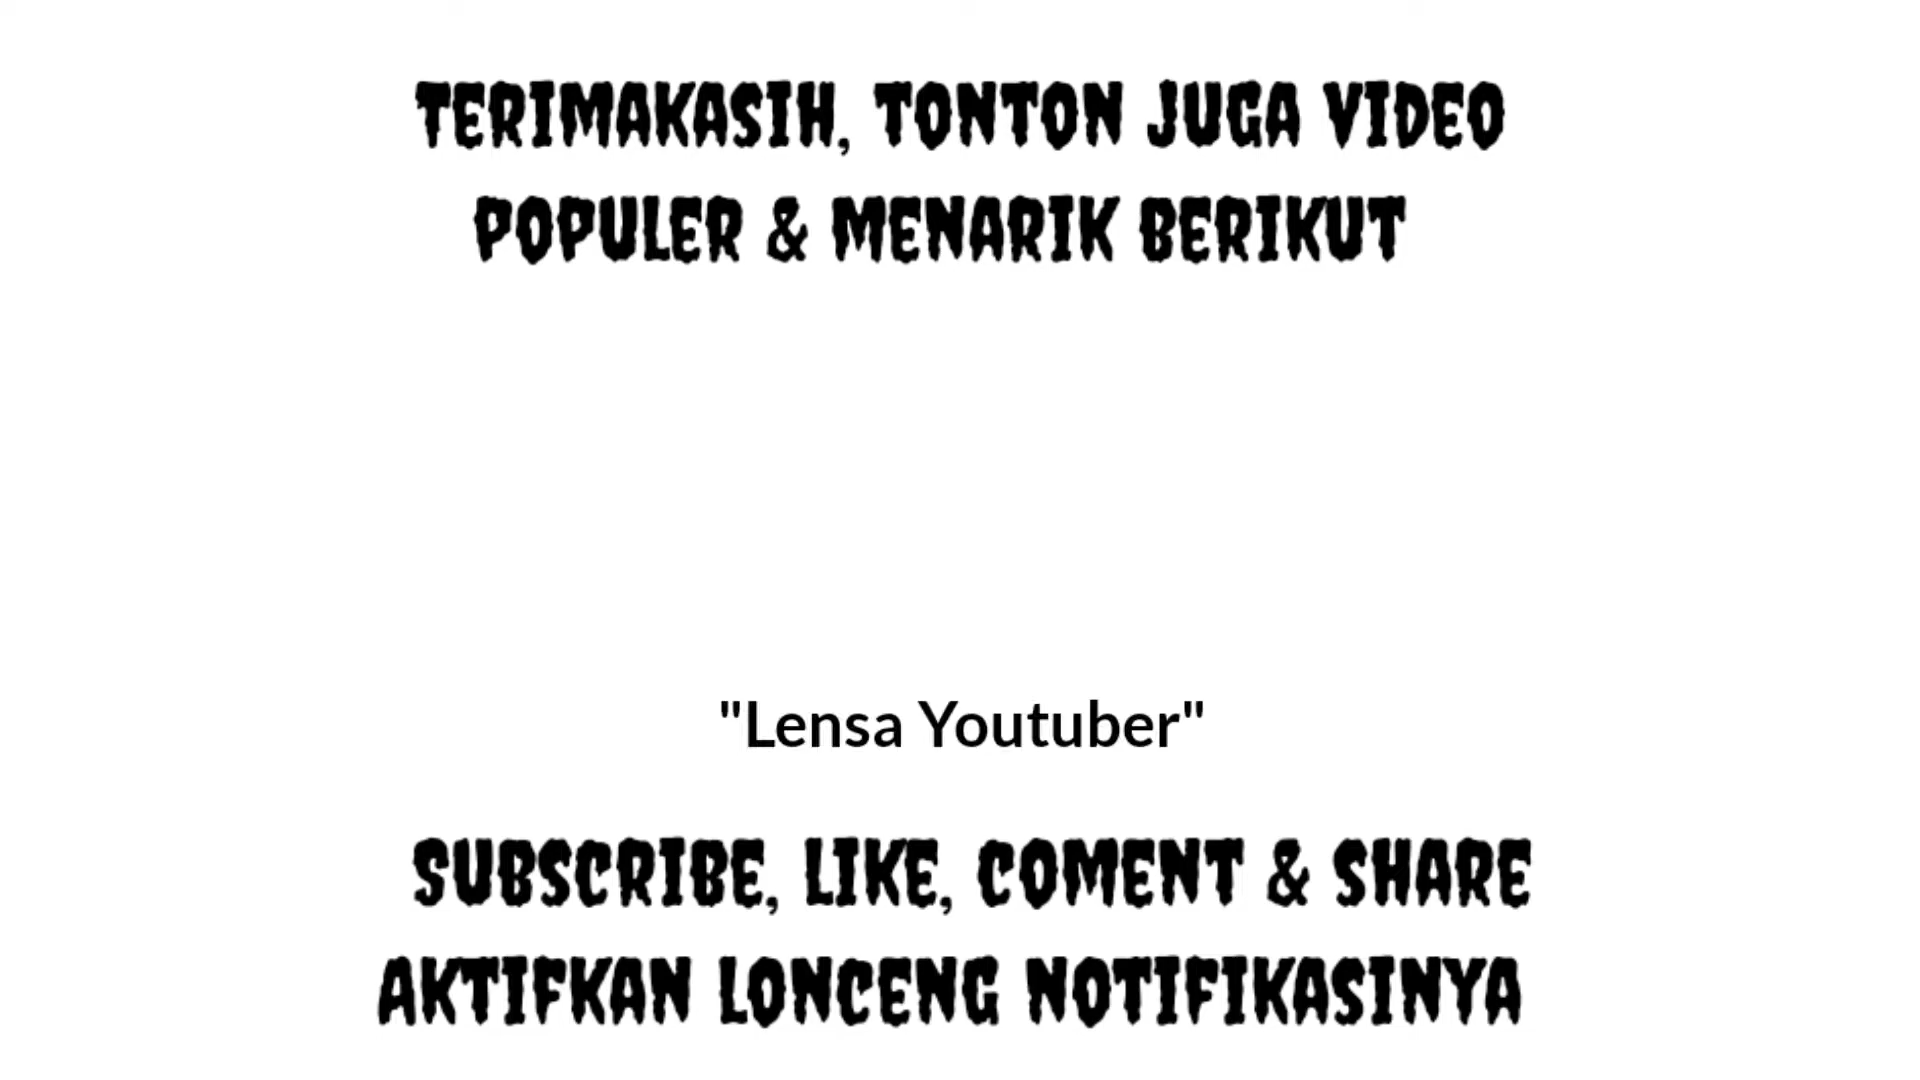 TERIMAKASIH, TONTON JUGA VIDEO
POPULER & MENARIK BERIKUT
"Lensa Youtuber"
SUBSCRIBE, LIKE, COMENT & SHARE
AKTIFKAN LONCENG NOTIFIKASINYA